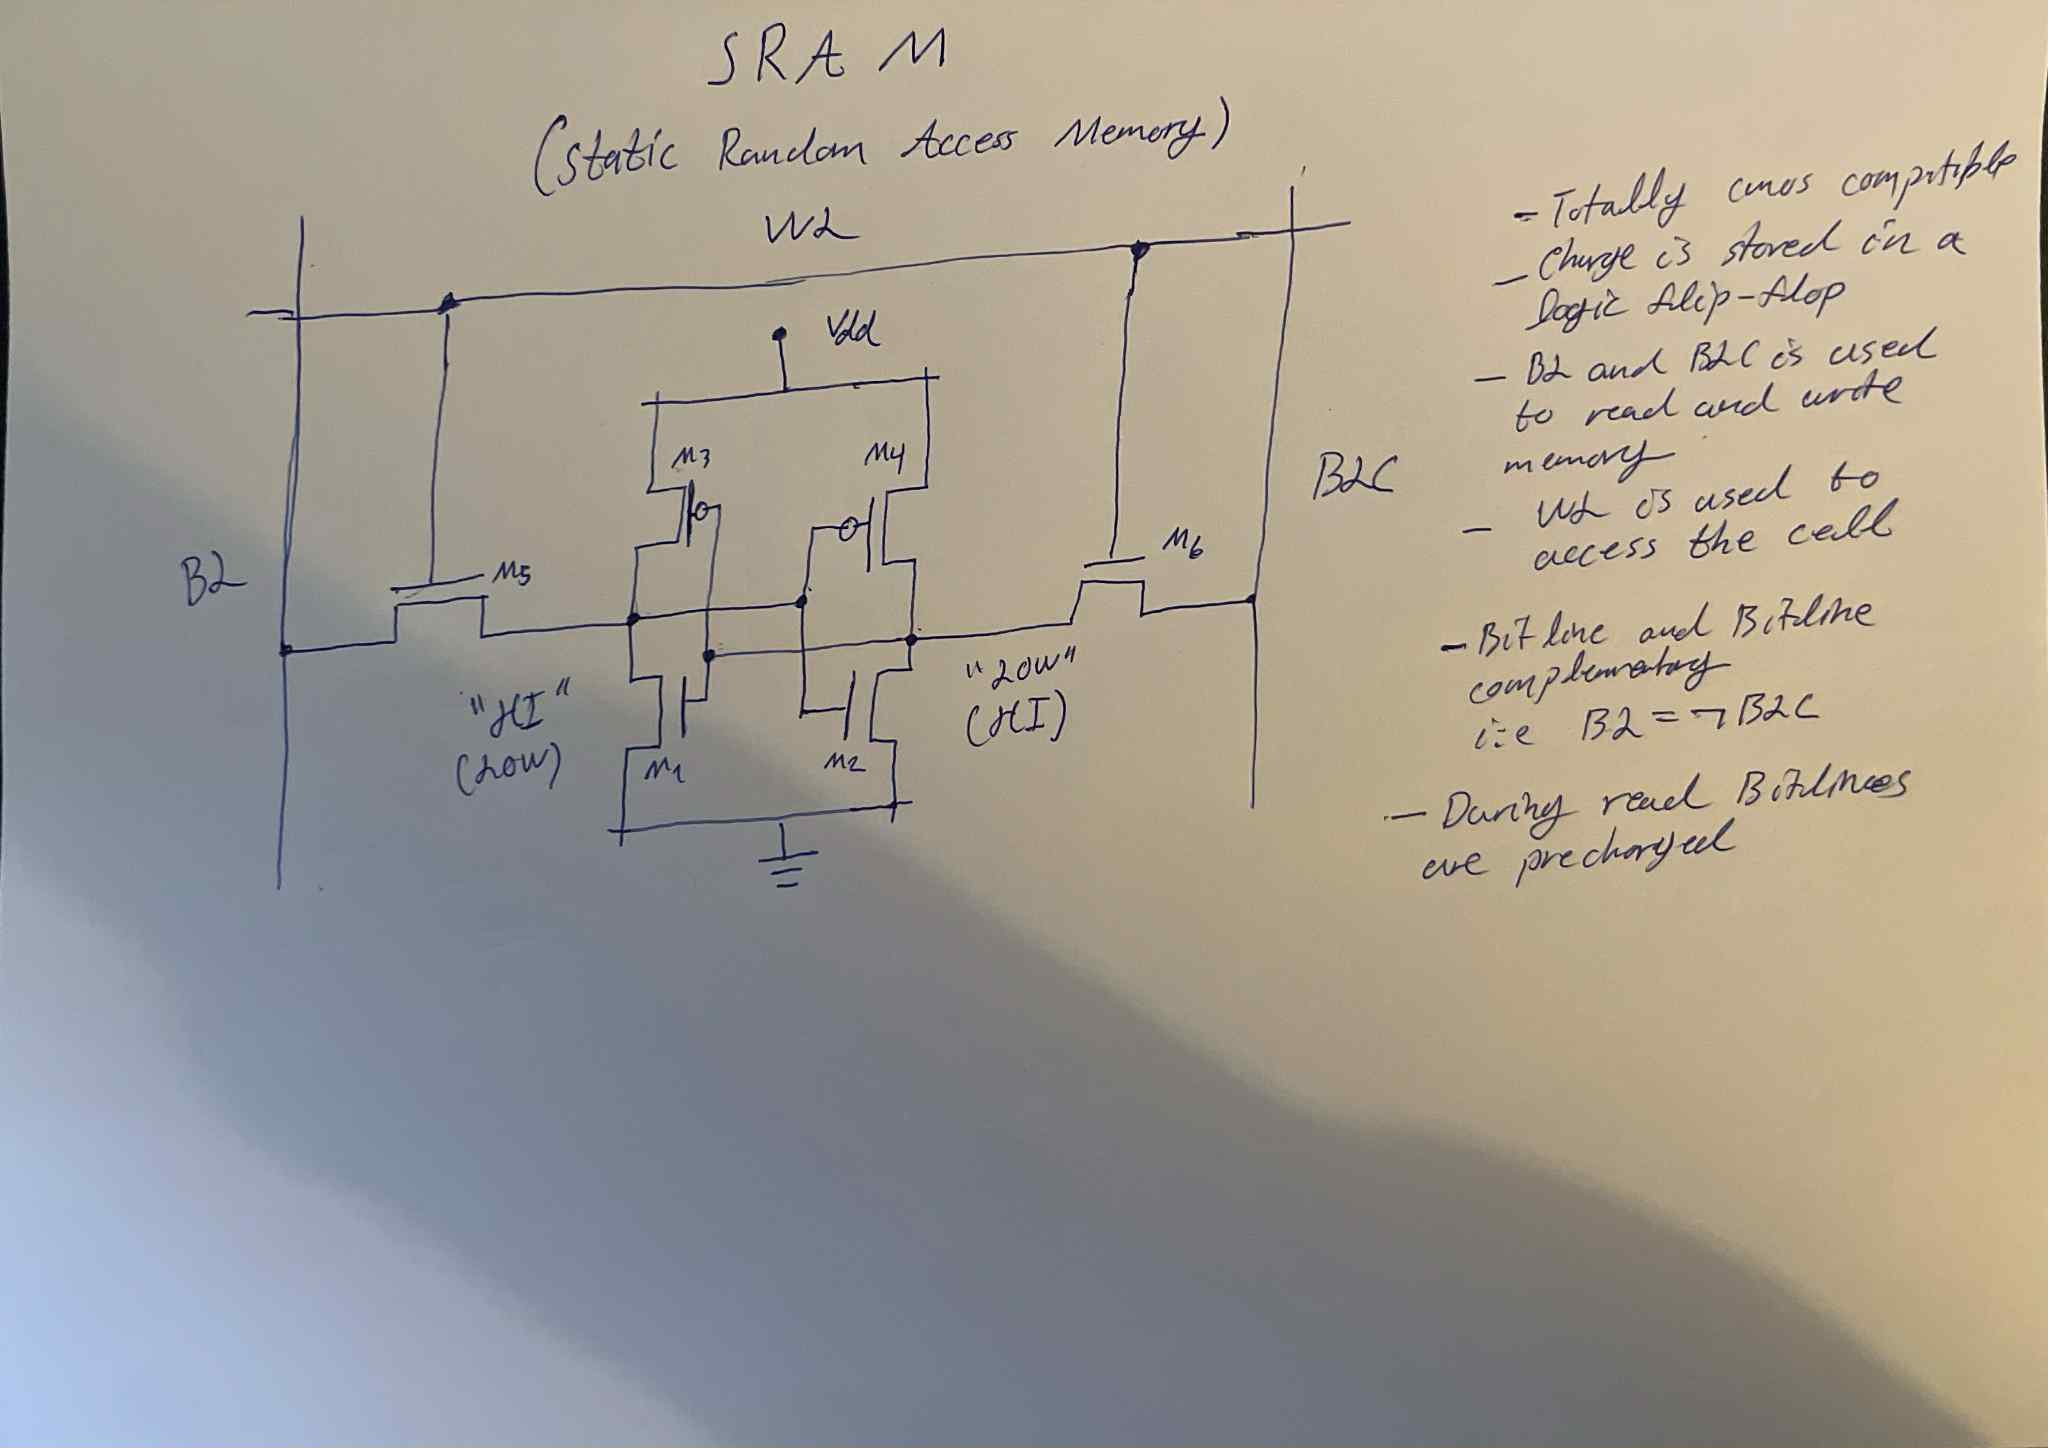 SRAM
(Static Random Access Memory)
WL
Vdd
M3
M4
BLC
BL
M5
M6
"HI"
(LOW)
"LOW"
(HI)
M1
M2
- Totally cmos compatible
- Charge is stored in a
Logic flip-flop
- BL and BLC is used
to read and write
memory
- WL is used to
access the cell
- Bit line and Bitline
complementary
i.e BL = ¬ BLC
- During read Bitlines
are precharged